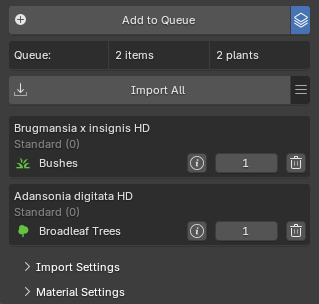 Add to Queue
Queue: 2 items 2 plants
Import All
Brugmansia x insignis HD
Standard (0)
Bushes 1
Adansonia digitata HD
Standard (0)
Broadleaf Trees 1
Import Settings
Material Settings